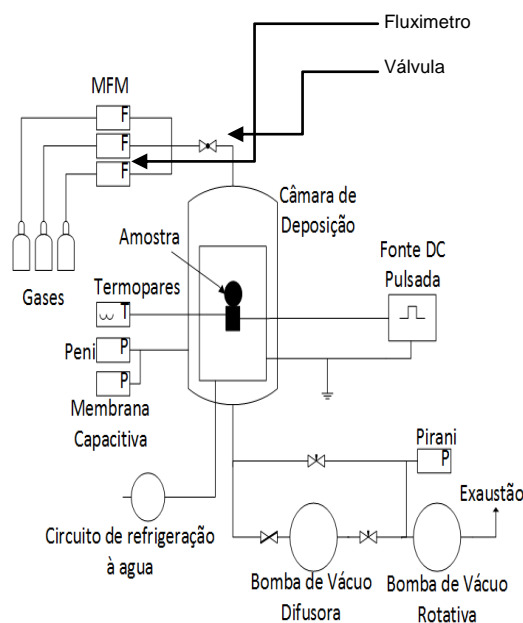 Fluximetro
Válvula
MFM
F
F
F
Câmara de
Deposição
Amostra
Fonte DC
Pulsada
Gases
Termopares
T
Peni
P
P
Membrana
Capacitiva
Pirani
P
Exaustão
Circuito de refrigeração
à agua
Bomba de Vácuo
Difusora
Bomba de Vácuo
Rotativa